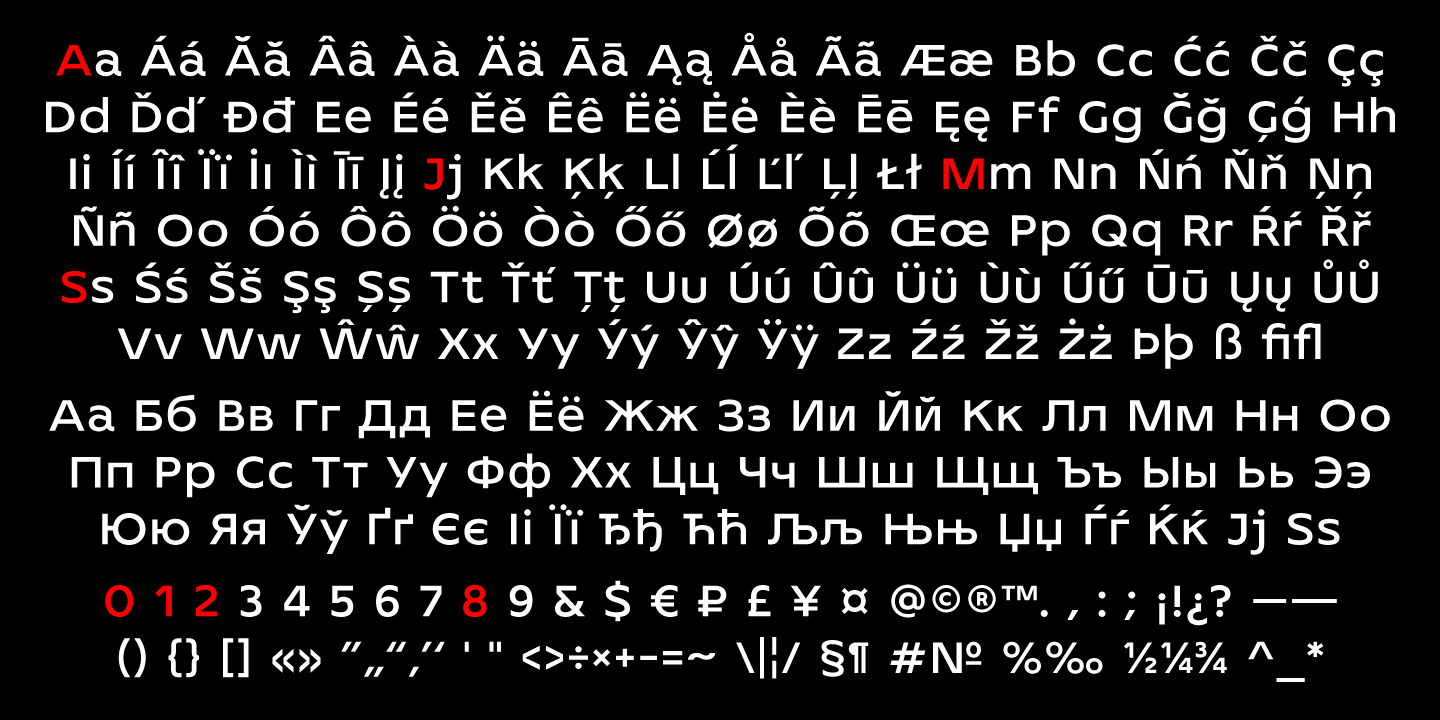 Aa Áá Ăă Ââ Àà Ää Āā Ąą Åå Ãã Ææ Bb Cc Ćć Čč Çç
Dd Ďď Đđ Ee Éé Ěě Êê Ëë Ėė Èè Ēē Ęę Ff Gg Ğğ Ģģ Hh
Ii Íí Îî Ïï İı Ìì Īī Įį Jj Kk Ķķ Ll Ĺĺ Ľľ Ļļ Łł Mm Nn Ńń Ňň Ņņ
Ññ Oo Óó Ôô Öö Òò Őő Øø Õõ Œœ Pp Qq Rr Ŕŕ Řř
Ss Śś Šš Şş Șș Tt Ťť Țț Uu Úú Ûû Üü Ùù Űű Ūū Ųų ŮŮ
Vv Ww Ŵŵ Xx Yy Ýý Ŷŷ Ÿÿ Zz Źź Žž Żż Þþ ß fifl
Аа Бб Вв Гг Дд Ее Ёё Жж Зз Ии Йй Кк Лл Мм Нн Оо
Пп Рр Сс Тт Уу Фф Хх Цц Чч Шш Щщ Ъъ Ыы Ьь Ээ
Юю Яя Ўў Ґґ Єє Іі Її Ђђ Ћћ Љљ Њњ Џџ Ѓѓ Ќќ Јј Ѕѕ
0 1 2 3 4 5 6 7 8 9 & $ € ₽ £ ¥ ¤ @©®™. , : ; ¡!¿? ——
() {} [] «» ”„“‚’‘ ' " <>÷×+−=~ \|¦/ §¶ #№ %‰ ½¼¾ ^_*